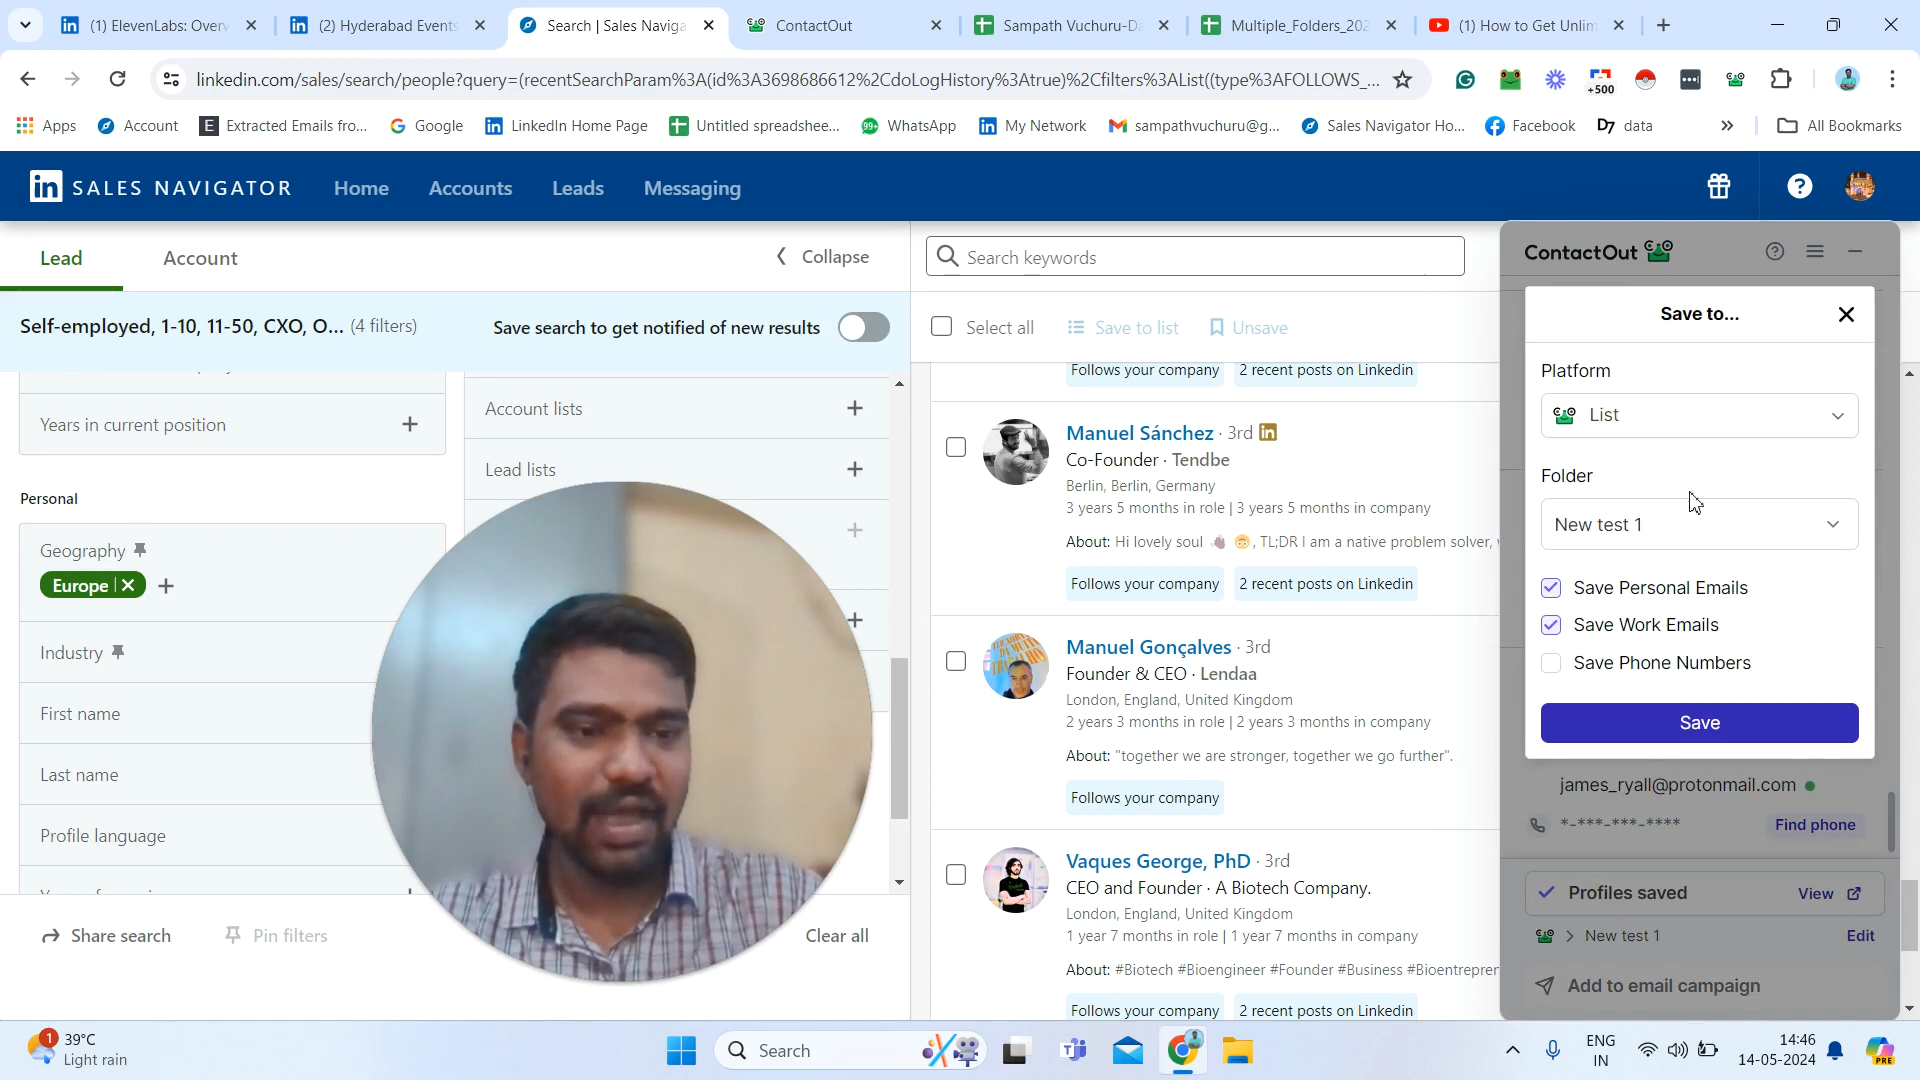 (1) ElevenLabs: Over
(2) Hyderabad Events
Search | Sales Naviga
ContactOut
Sampath Vuchuru-Da
Multiple_Folders_202
(1) How to Get Unlim
linkedin.com/sales/search/people?query=(recentSearchParam%3A(id%3A3698686612%2CdoLogHistory%3Atrue)%2Cfilters%3AList((type%3AFOLLOWS_...
+500
Apps
Account
Extracted Emails fro...
Google
LinkedIn Home Page
Untitled spreadshee...
99+
WhatsApp
My Network
sampathvuchuru@g...
Sales Navigator Ho...
Facebook
D7 data
All Bookmarks
in SALES NAVIGATOR
Home
Accounts
Leads
Messaging
Lead
Account
Collapse
Self-employed, 1-10, 11-50, CXO, O... (4 filters)
Save search to get notified of new results
Years in current position
Account lists
Lead lists
Personal
Geography
Europe
Industry
First name
Last name
Profile language
Share search
Pin filters
Clear all
Search keywords
Select all
Save to list
Unsave
Follows your company
2 recent posts on Linkedin
Manuel Sánchez · 3rd
Co-Founder · Tendbe
Berlin, Berlin, Germany
3 years 5 months in role | 3 years 5 months in company
About: Hi lovely soul 👋🏽 👶, TL;DR I am a native problem solver,
Follows your company
2 recent posts on Linkedin
Manuel Gonçalves · 3rd
Founder & CEO · Lendaa
London, England, United Kingdom
2 years 3 months in role | 2 years 3 months in company
About: "together we are stronger, together we go further".
Follows your company
Vaques George, PhD · 3rd
CEO and Founder · A Biotech Company.
London, England, United Kingdom
1 year 7 months in role | 1 year 7 months in company
About: #Biotech #Bioengineer #Founder #Business #Bioentrepren
Follows your company
2 recent posts on Linkedin
ContactOut
Save to...
Platform
List
Folder
New test 1
Save Personal Emails
Save Work Emails
Save Phone Numbers
Save
james_ryall@protonmail.com
*-***-***-****
Find phone
Profiles saved
View
New test 1
Edit
Add to email campaign
1
39°C
Light rain
Search
ENG
IN
14:46
14-05-2024
PRE